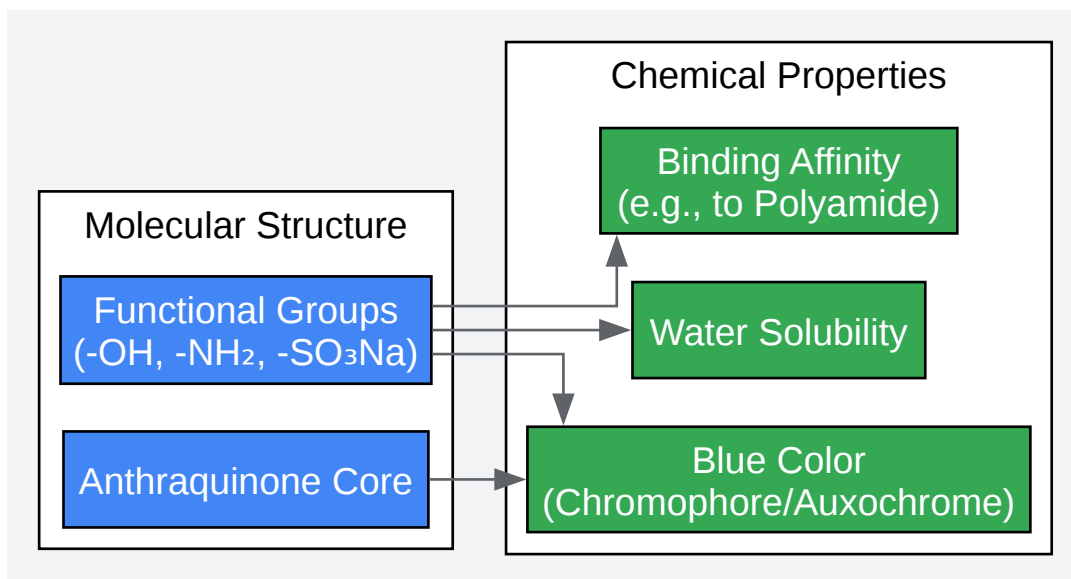 Molecular Structure
Functional Groups
(-OH, -NH₂, -SO₃Na)
Anthraquinone Core
Chemical Properties
Binding Affinity
(e.g., to Polyamide)
Water Solubility
Blue Color
(Chromophore/Auxochrome)